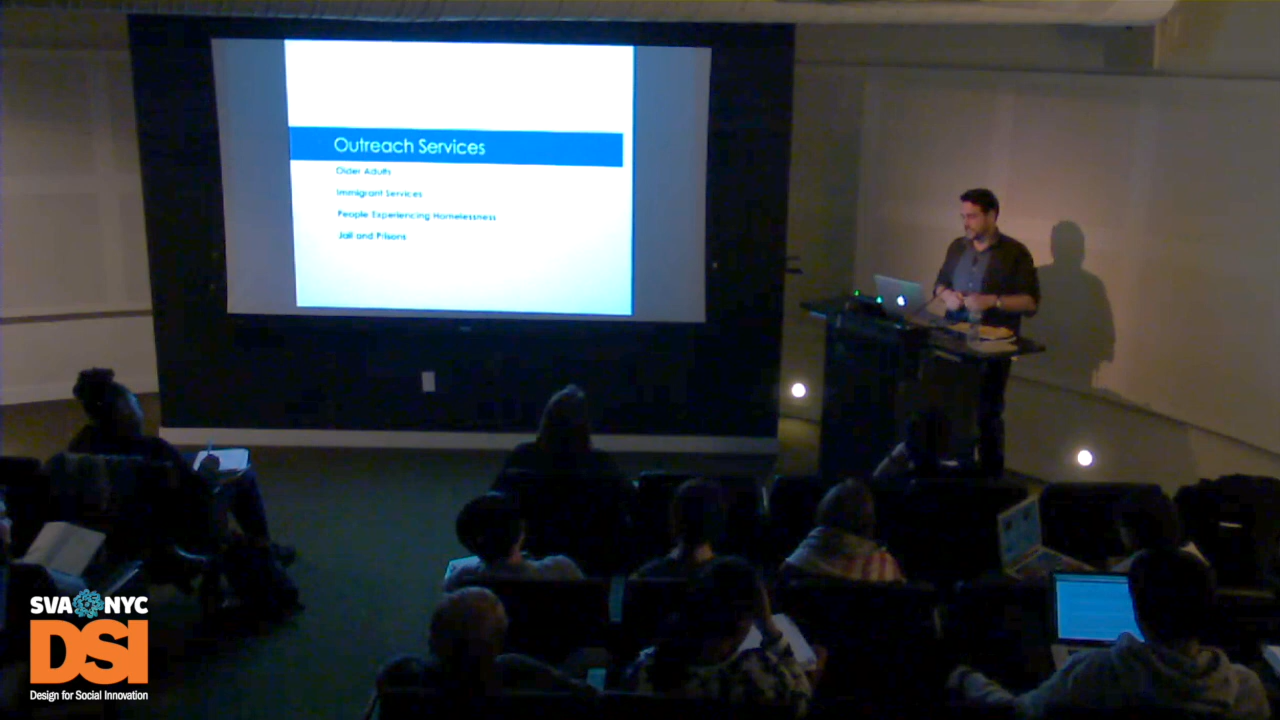 Outreach Services
Older Adults
Immigrant Services
People Experiencing Homelessness
Jail and Prisons
SVA NYC
DSI
Design for Social Innovation